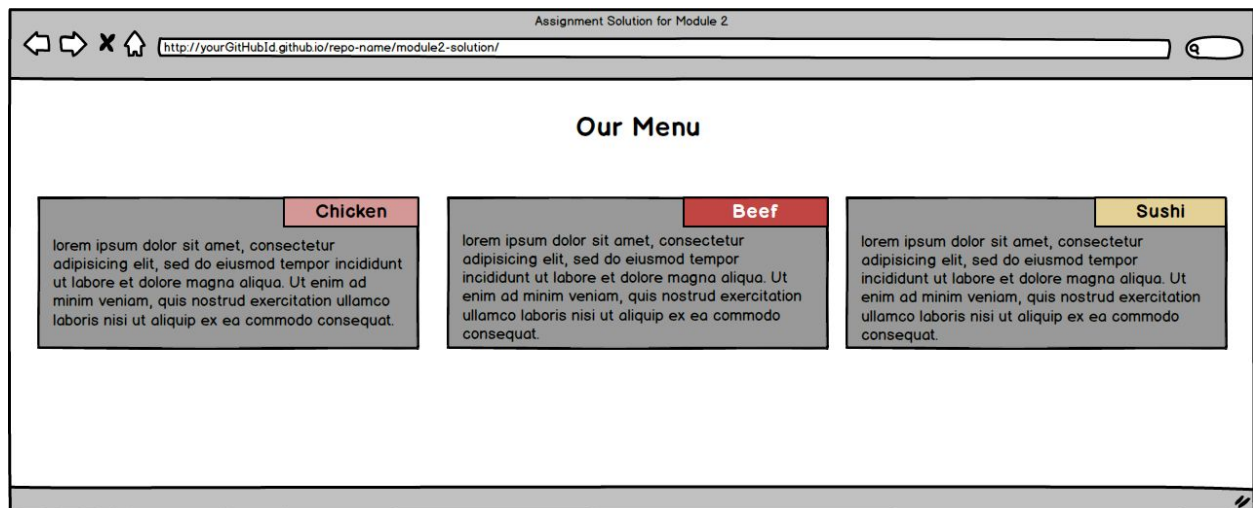 Assignment Solution for Module 2
http://yourGitHubId.github.io/repo-name/module2-solution/
Our Menu
Chicken
lorem ipsum dolor sit amet, consectetur
adipisicing elit, sed do eiusmod tempor incididunt
ut labore et dolore magna aliqua. Ut enim ad
minim veniam, quis nostrud exercitation ullamco
laboris nisi ut aliquip ex ea commodo consequat.
Beef
lorem ipsum dolor sit amet, consectetur
adipisicing elit, sed do eiusmod tempor
incididunt ut labore et dolore magna aliqua. Ut
enim ad minim veniam, quis nostrud exercitation
ullamco laboris nisi ut aliquip ex ea commodo
consequat.
Sushi
lorem ipsum dolor sit amet, consectetur
adipisicing elit, sed do eiusmod tempor
incididunt ut labore et dolore magna aliqua. Ut
enim ad minim veniam, quis nostrud exercitation
ullamco laboris nisi ut aliquip ex ea commodo
consequat.